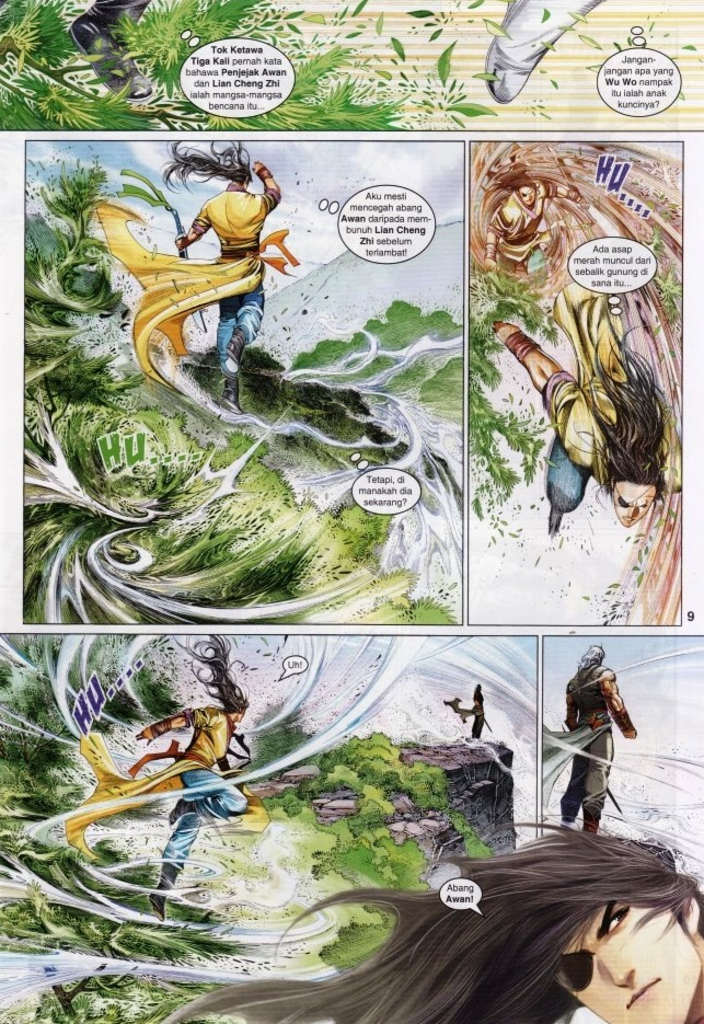 Tok Ketawa
Tiga Kali pernah kata
bahawa Penjejak Awan
dan Lian Cheng Zhi
ialah mangsa-mangsa
bencana itu...
Jangan-
jangan apa yang
Wu Wo nampak
itu ialah anak
kuncinya?
Aku mesti
mencegah abang
Awan daripada mem-
bunuh Lian Cheng
Zhi sebelum
terlambat!
HU.....
Tetapi, di
manakah dia
sekarang?
HU.....
Ada asap
merah muncul dari
sebalik gunung di
sana itu...
9
HU.....
Uh!
Abang
Awan!